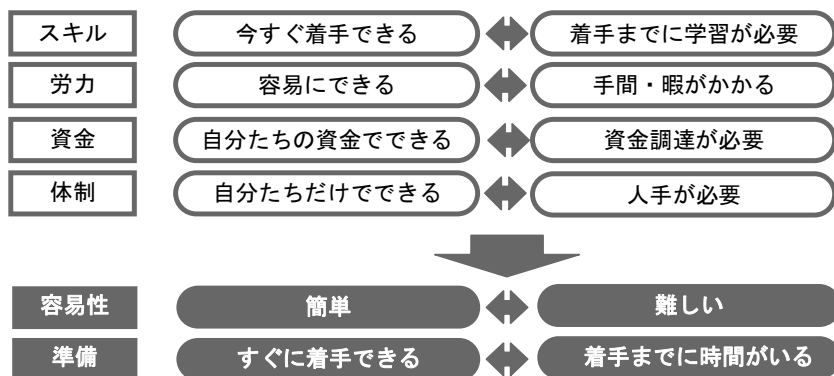 スキル 今すぐ着手できる 着手までに学習が必要
労力 容易にできる 手間・暇がかかる
資金 自分たちの資金でできる 資金調達が必要
体制 自分たちだけでできる 人手が必要
容易性 簡単 難しい
準備 すぐに着手できる 着手までに時間がいる